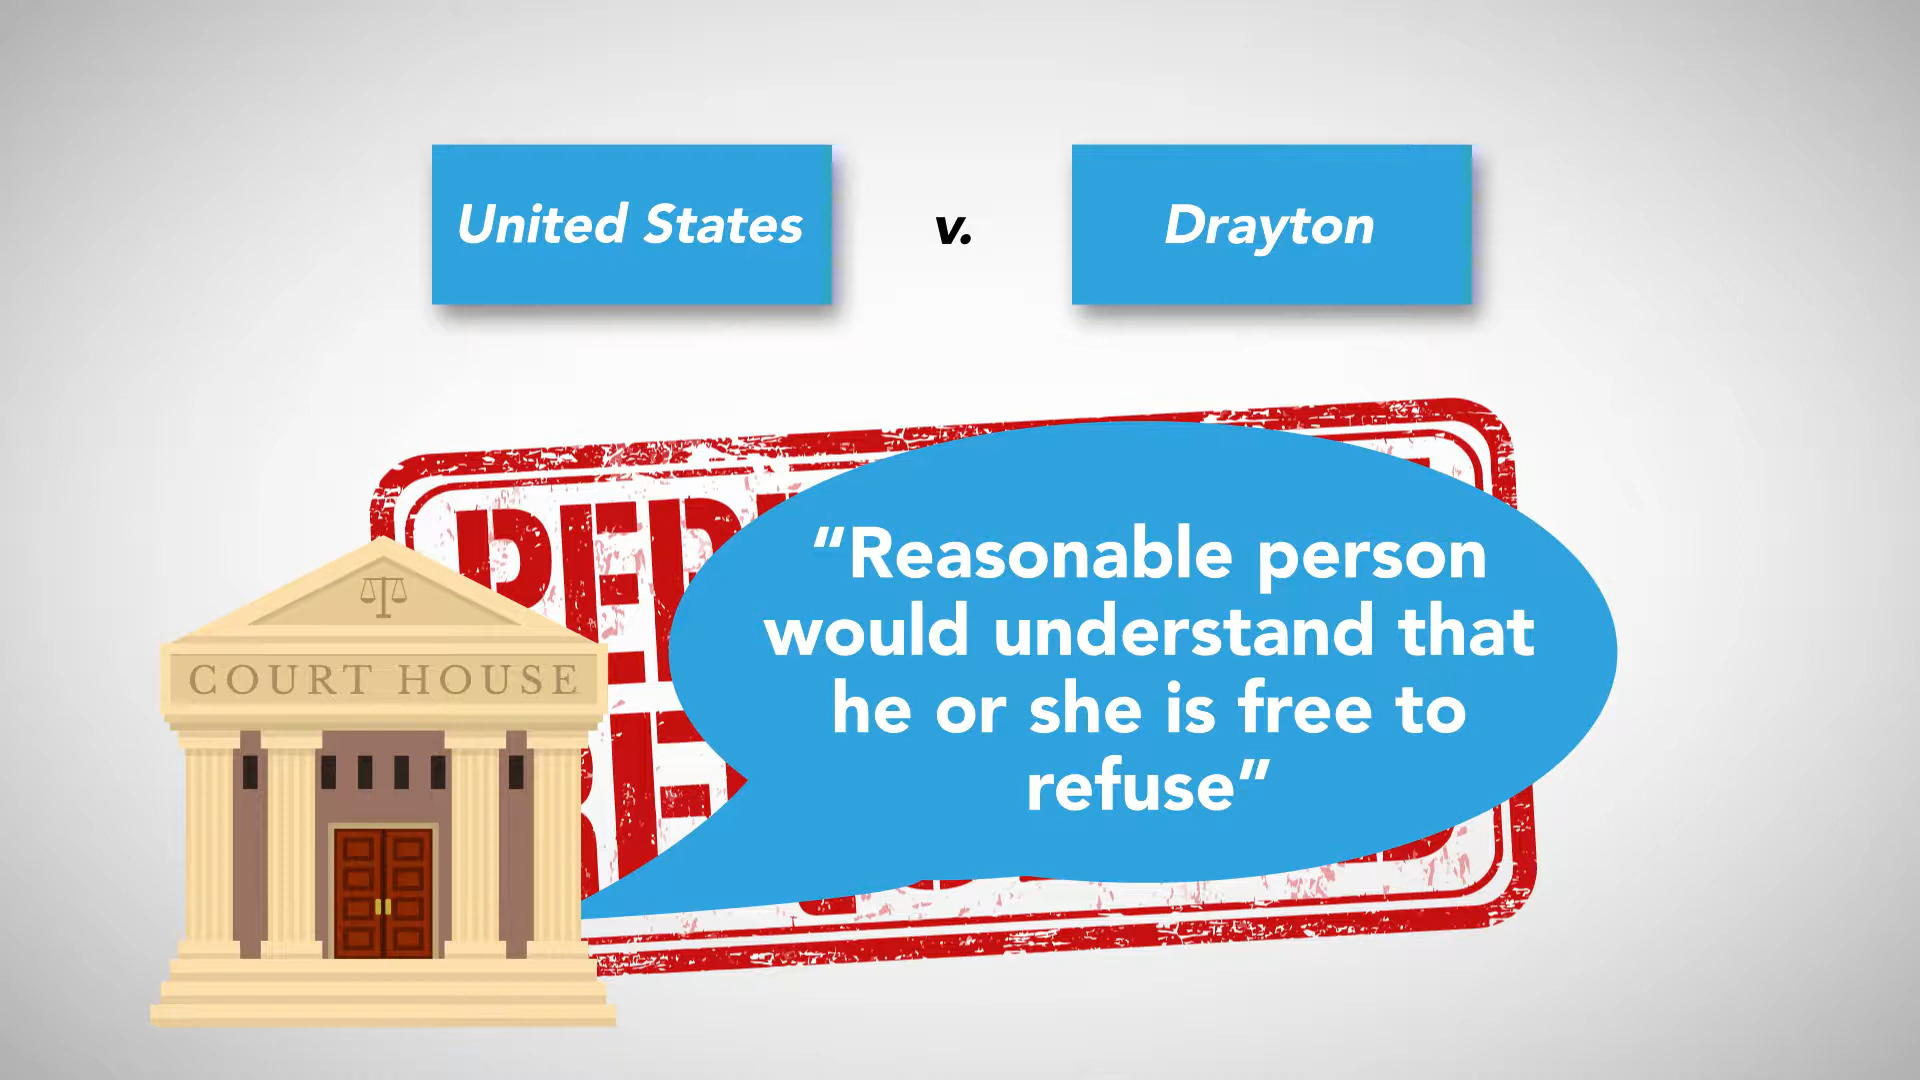 United States v. Drayton
COURT HOUSE
“Reasonable person
would understand that
he or she is free to
refuse”